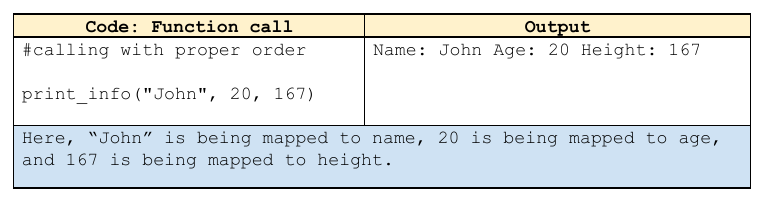 Code: Function call
Output
#calling with proper order
print_info("John", 20, 167)
Name: John Age: 20 Height: 167
Here, “John” is being mapped to name, 20 is being mapped to age,
and 167 is being mapped to height.